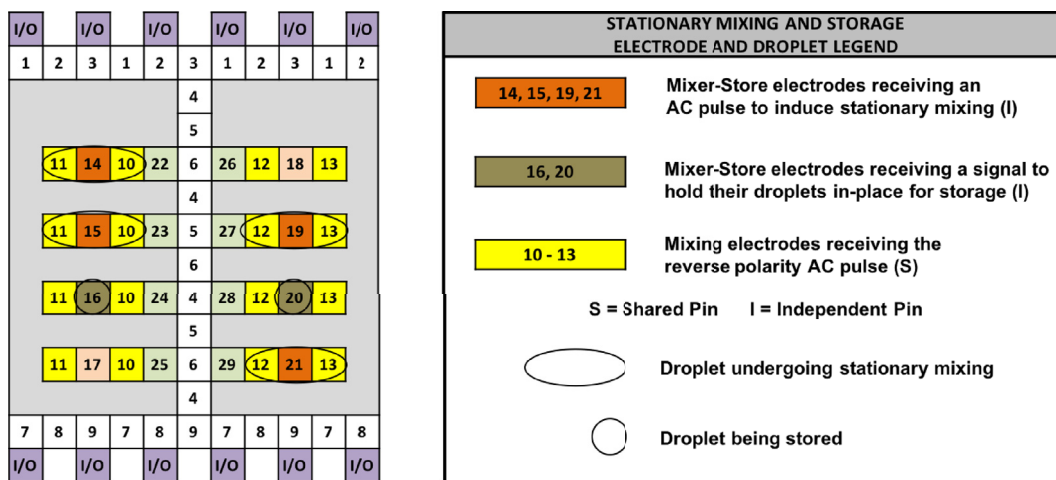 I/O I/O I/O I/O I/O I/O
1 2 3 1 2 3 1 2 3 1 2
4
5
11 14 10 22 6 26 12 18 13
4
11 15 10 23 5 27 12 19 13
6
11 16 10 24 4 28 12 20 13
5
11 17 10 25 6 29 12 21 13
4
7 8 9 7 8 9 7 8 9 7 8
I/O I/O I/O I/O I/O I/O
STATIONARY MIXING AND STORAGE
ELECTRODE AND DROPLET LEGEND
14, 15, 19, 21
Mixer-Store electrodes receiving an
AC pulse to induce stationary mixing (I)
16, 20
Mixer-Store electrodes receiving a signal to
hold their droplets in-place for storage (I)
10 - 13
Mixing electrodes receiving the
reverse polarity AC pulse (S)
S = Shared Pin I = Independent Pin
Droplet undergoing stationary mixing
Droplet being stored